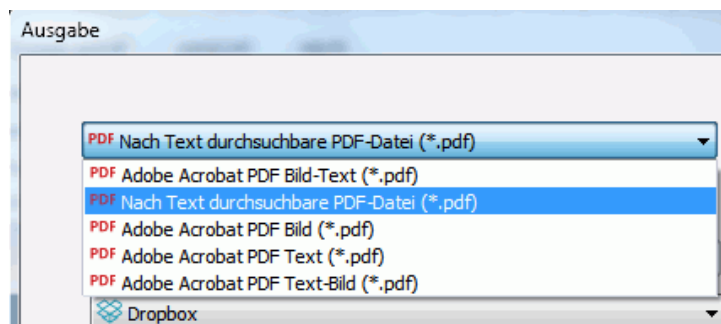 Ausgabe
PDF Nach Text durchsuchbare PDF-Datei (*.pdf)
PDF Adobe Acrobat PDF Bild-Text (*.pdf)
PDF Nach Text durchsuchbare PDF-Datei (*.pdf)
PDF Adobe Acrobat PDF Bild (*.pdf)
PDF Adobe Acrobat PDF Text (*.pdf)
PDF Adobe Acrobat PDF Text-Bild (*.pdf)
Dropbox